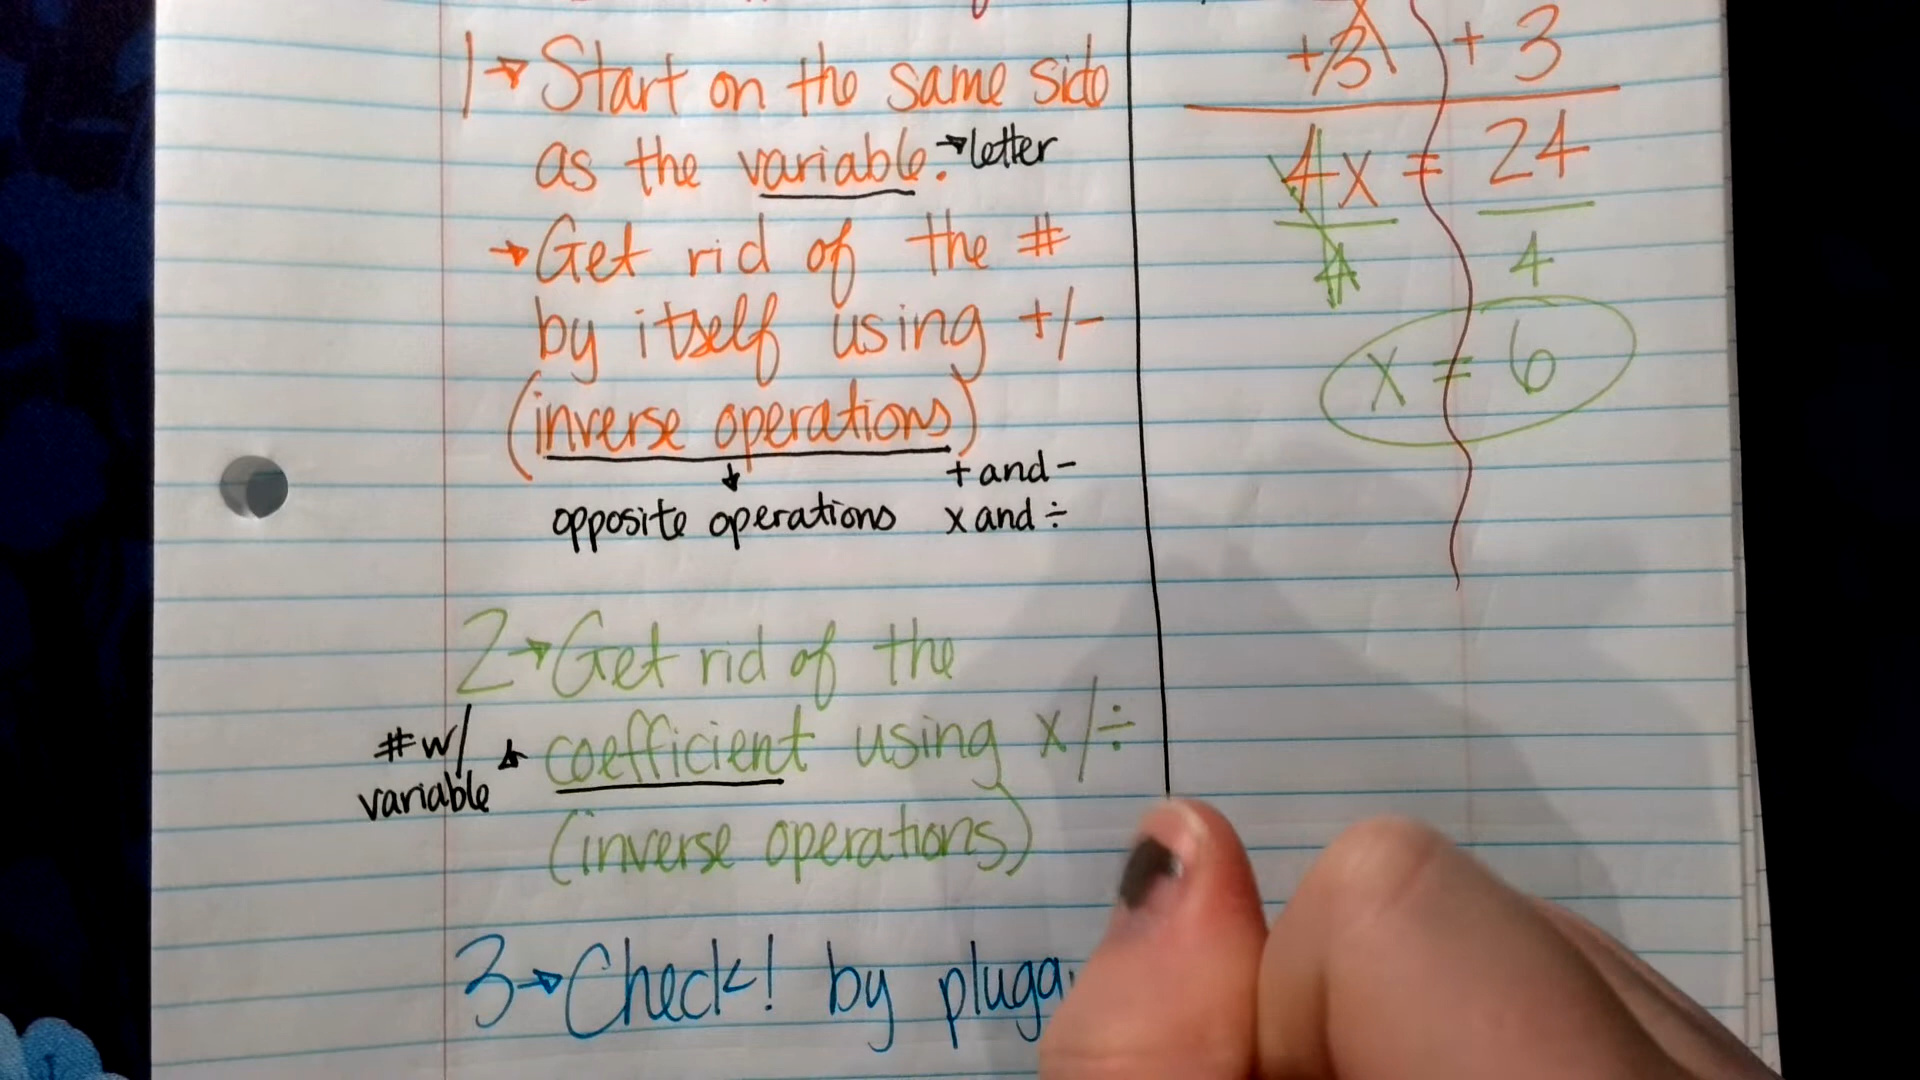 1→ Start on the same side
as the variable. → letter
→ Get rid of the #
by itself using +/-
(inverse operations)
+ and -
opposite operations x and ÷
2→ Get rid of the
# w/
variable
coefficient using x/÷
(inverse operations)
3→ Check! by
+3 + 3
4x = 24
4 4
x = 6